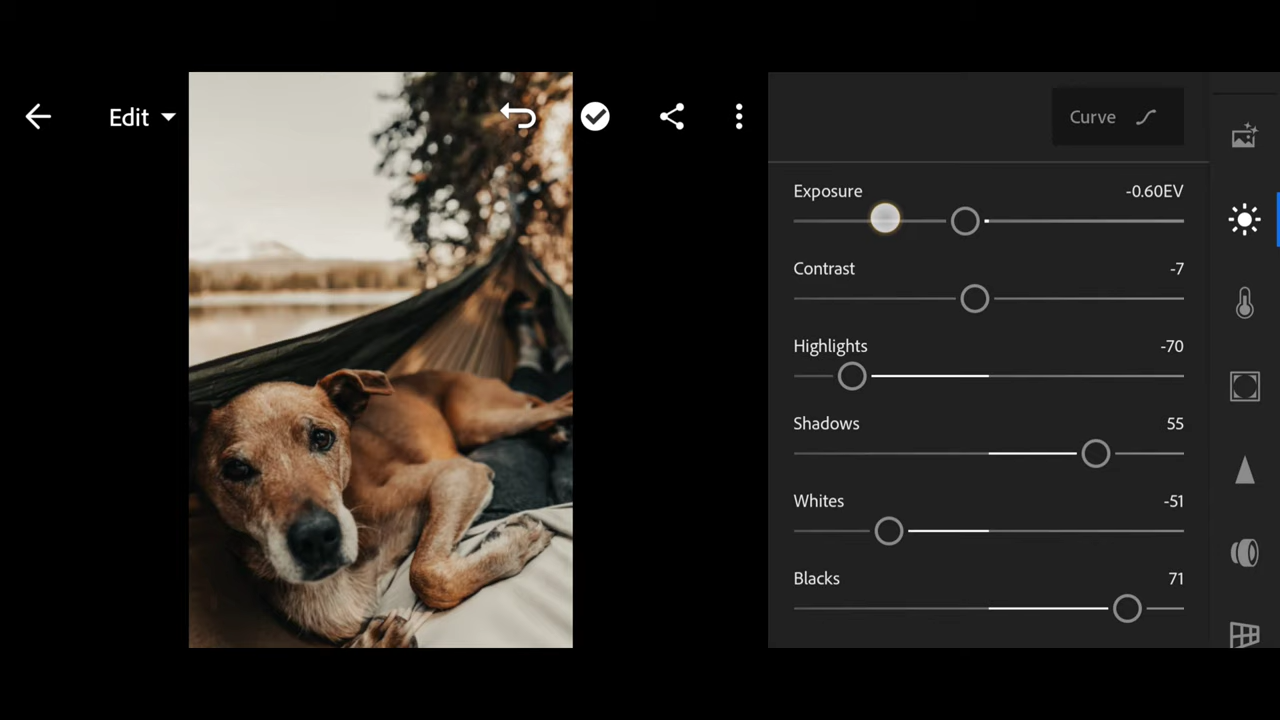 Edit
Curve
Exposure -0.60EV
Contrast -7
Highlights -70
Shadows 55
Whites -51
Blacks 71